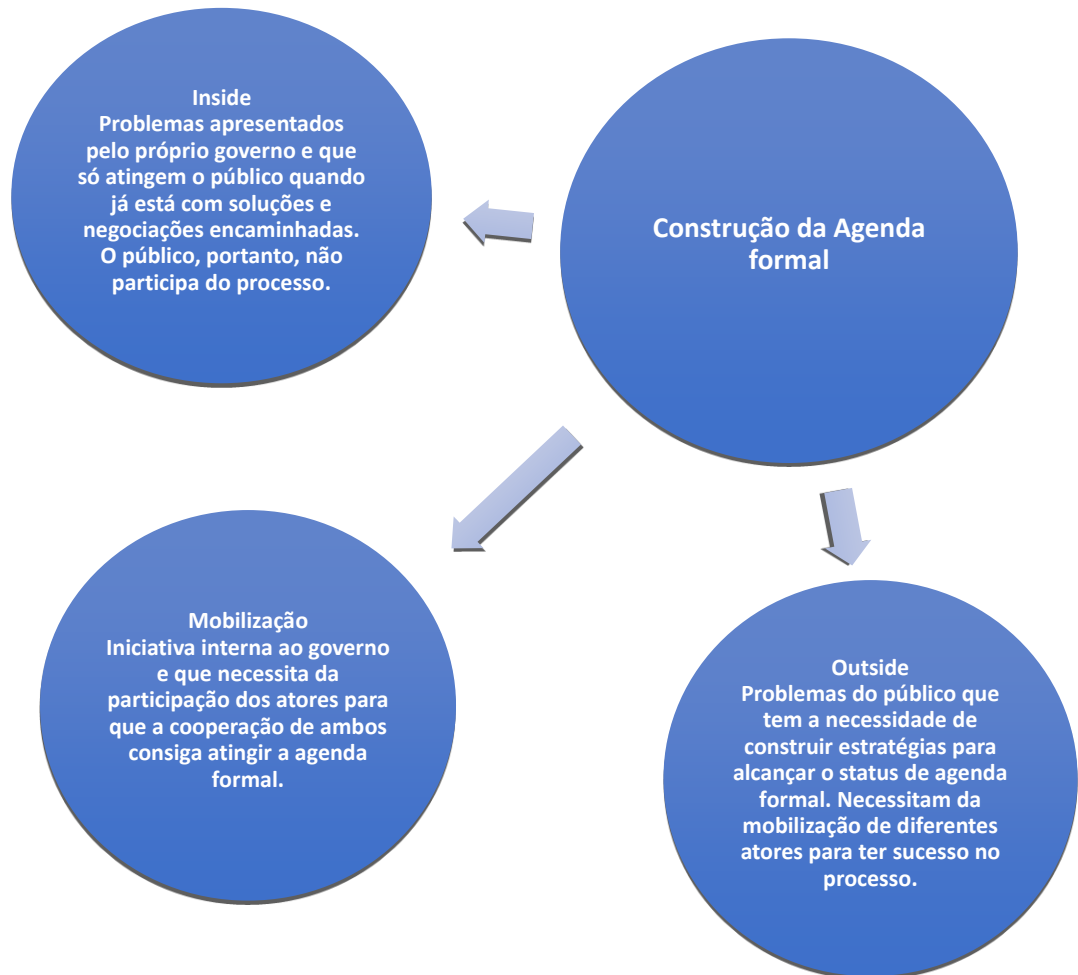 Construção da Agenda
formal
Inside
Problemas apresentados
pelo próprio governo e que
só atingem o público quando
já está com soluções e
negociações encaminhadas.
O público, portanto, não
participa do processo.
Mobilização
Iniciativa interna ao governo
e que necessita da
participação dos atores para
que a cooperação de ambos
consiga atingir a agenda
formal.
Outside
Problemas do público que
tem a necessidade de
construir estratégias para
alcançar o status de agenda
formal. Necessitam da
mobilização de diferentes
atores para ter sucesso no
processo.